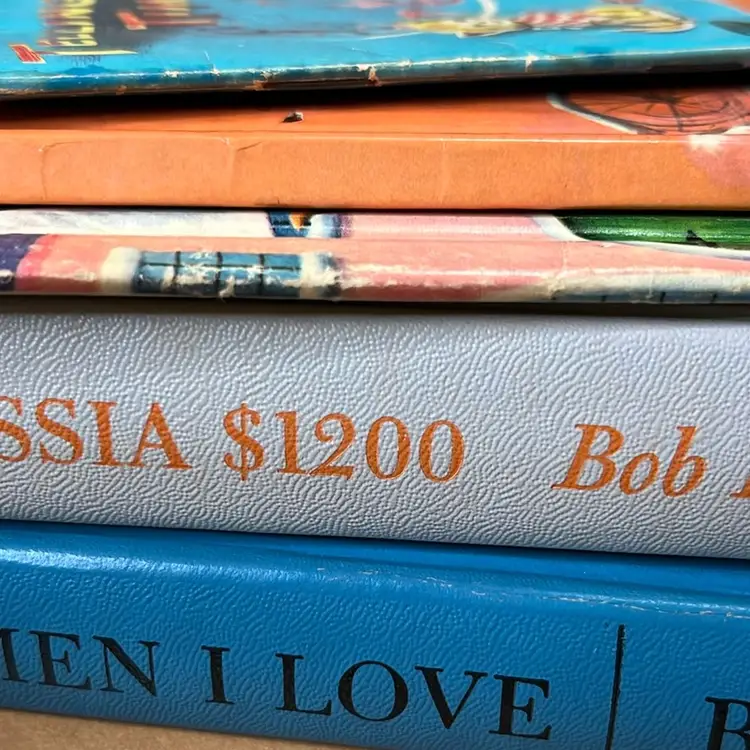 SSIA $1200 Bob
MEN I LOVE B